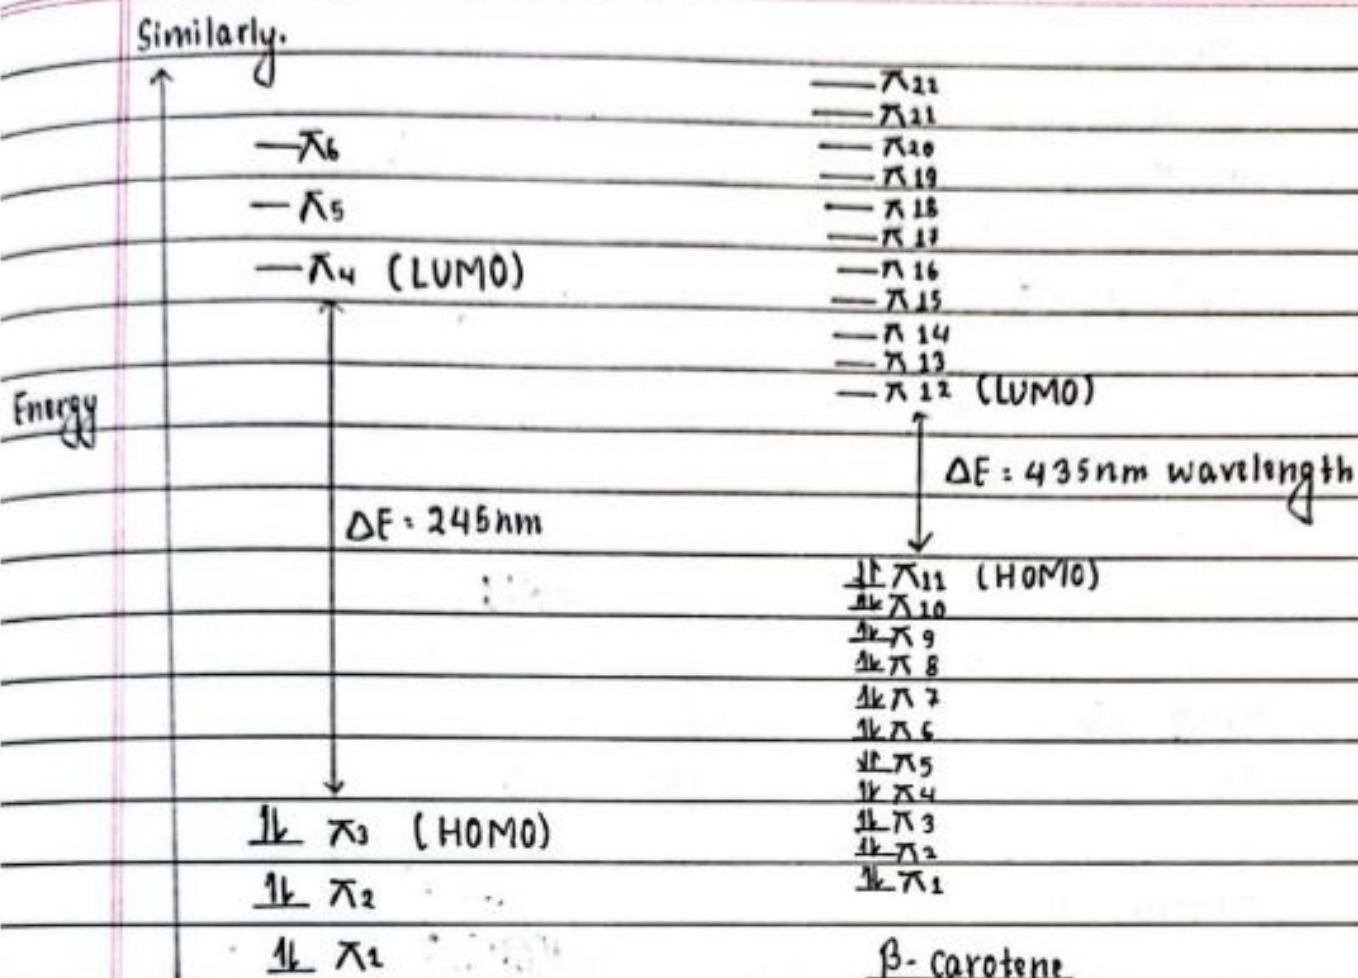 Similarly.
π6
π5
π4 (LUMO)
ΔE = 245nm
Energy
π3 (HOMO)
π2
π1
π22
π21
π20
π19
π18
π17
π16
π15
π14
π13
π12 (LUMO)
ΔE = 435nm wavelength
π11 (HOMO)
π10
π9
π8
π7
π6
π5
π4
π3
π2
π1
β-carotene